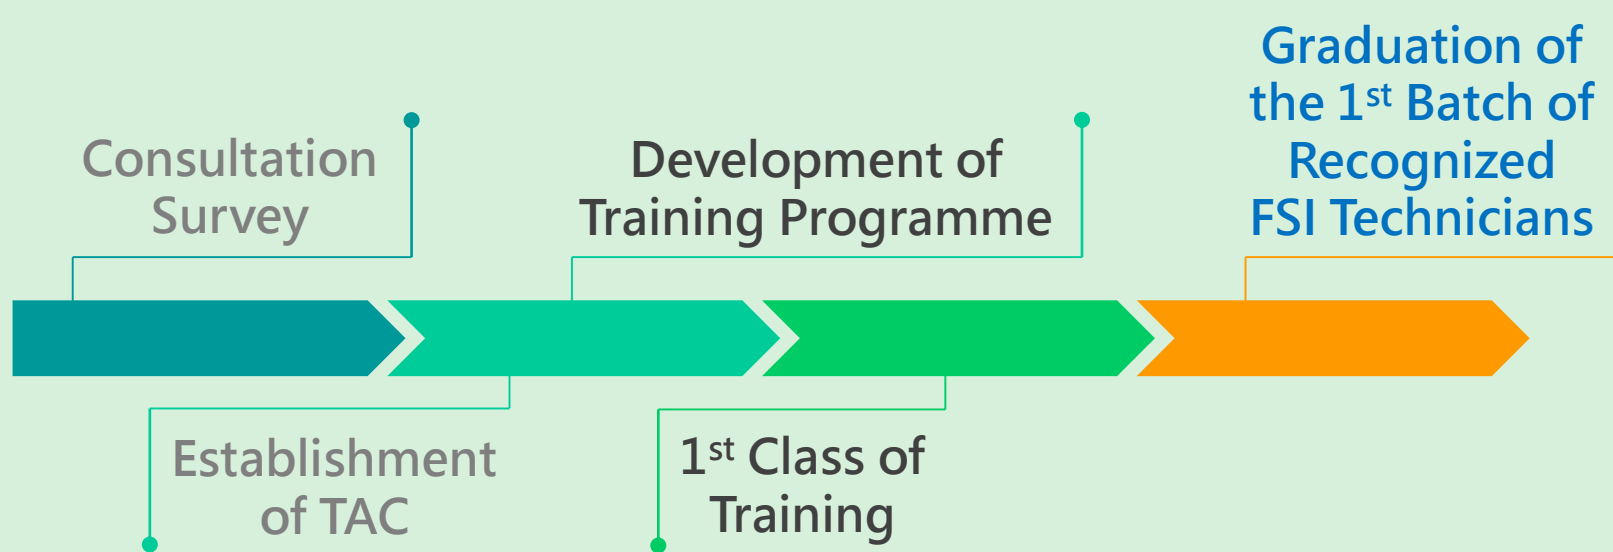 Consultation
Survey
Establishment
of TAC
Development of
Training Programme
1st Class of
Training
Graduation of
the 1st Batch of
Recognized
FSI Technicians